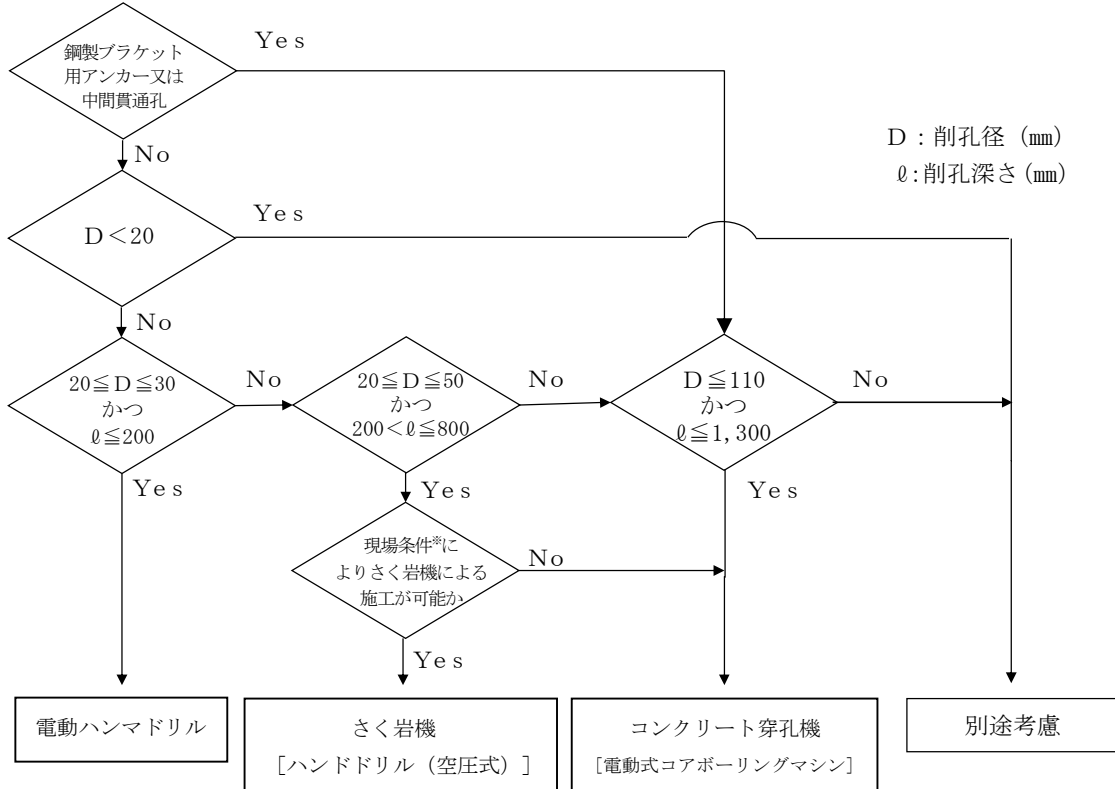 鋼製ブラケット
用アンカー又は
中間貫通孔
Yes
No
D：削孔径（㎜）
ℓ：削孔深さ（㎜）
D＜20
Yes
No
20≦D≦30
かつ
ℓ≦200
No
Yes
20≦D≦50
かつ
200＜ℓ≦800
No
Yes
D≦110
かつ
ℓ≦1,300
No
Yes
現場条件※に
よりさく岩機による
施工が可能か
No
Yes
電動ハンマドリル
さく岩機
［ハンドドリル（空圧式）］
コンクリート穿孔機
［電動式コアボーリングマシン］
別途考慮